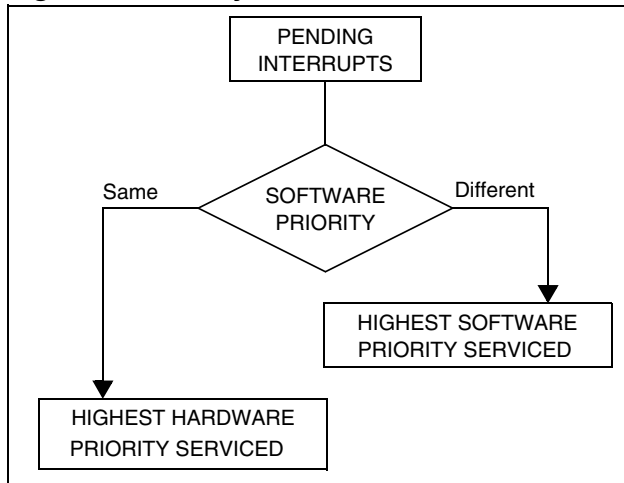 PENDING
INTERRUPTS
Same
SOFTWARE
PRIORITY
Different
HIGHEST SOFTWARE
PRIORITY SERVICED
HIGHEST HARDWARE
PRIORITY SERVICED